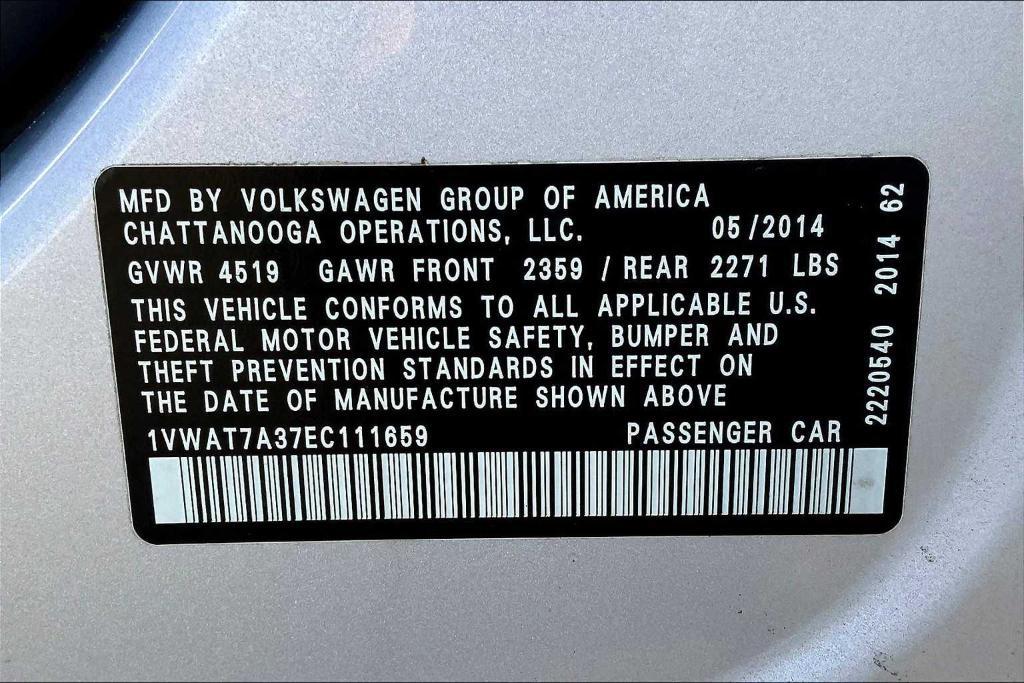 MFD BY VOLKSWAGEN GROUP OF AMERICA
CHATTANOOGA OPERATIONS, LLC. 05/2014
GVWR 4519 GAWR FRONT 2359 / REAR 2271 LBS
THIS VEHICLE CONFORMS TO ALL APPLICABLE U.S.
FEDERAL MOTOR VEHICLE SAFETY, BUMPER AND
THEFT PREVENTION STANDARDS IN EFFECT ON
THE DATE OF MANUFACTURE SHOWN ABOVE
1VWAT7A37EC111659 PASSENGER CAR
2220540 2014 62